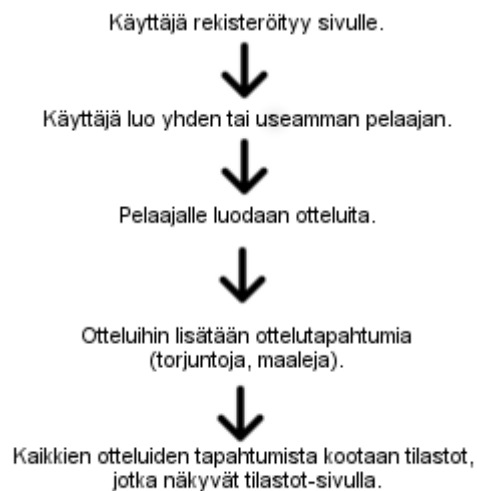 Käyttäjä rekisteröityy sivulle.
Käyttäjä luo yhden tai useamman pelaajan.
Pelaajalle luodaan otteluita.
Otteluihin lisätään ottelutapahtumia
(torjuntoja, maaleja).
Kaikkien otteluiden tapahtumista kootaan tilastot,
jotka näkyvät tilastot-sivulla.